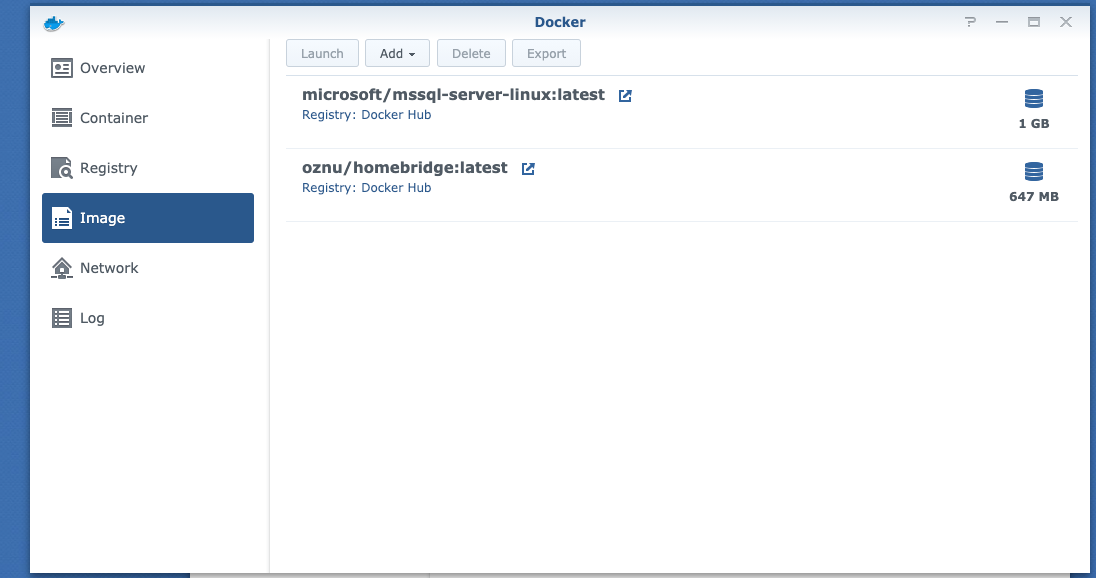 Docker
Overview
Container
Registry
Image
Network
Log
Launch Add Delete Export
microsoft/mssql-server-linux:latest
Registry: Docker Hub
1 GB
oznu/homebridge:latest
Registry: Docker Hub
647 MB